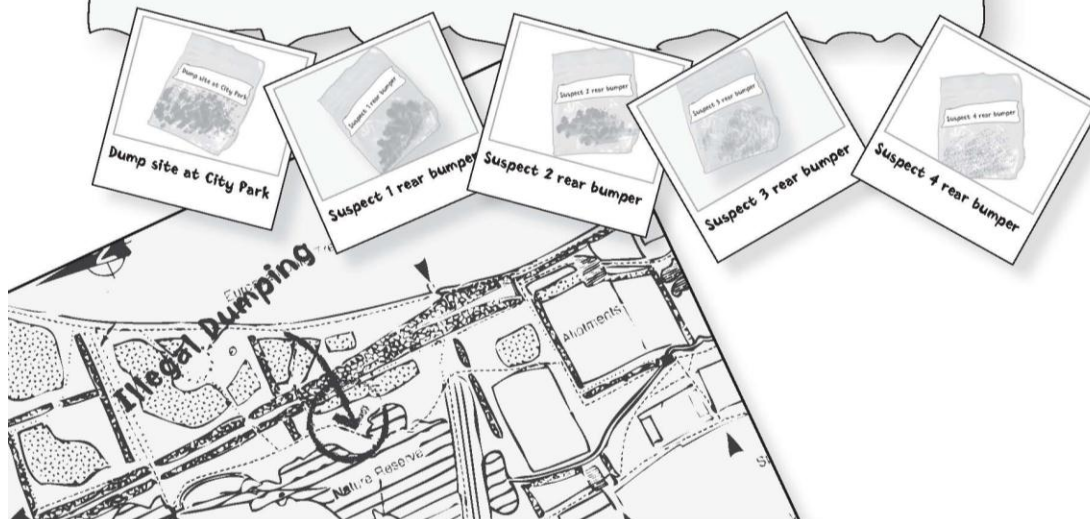 Dump site at City Park
Dump site at City Park
Suspect 1 rear bumper
Suspect 1 rear bumper
Suspect 2 rear bumper
Suspect 2 rear bumper
Suspect 3 rear bumper
Suspect 3 rear bumper
Suspect 4 rear bumper
Suspect 4 rear bumper
Illegal Dumping
Allotments
Nature Reserve